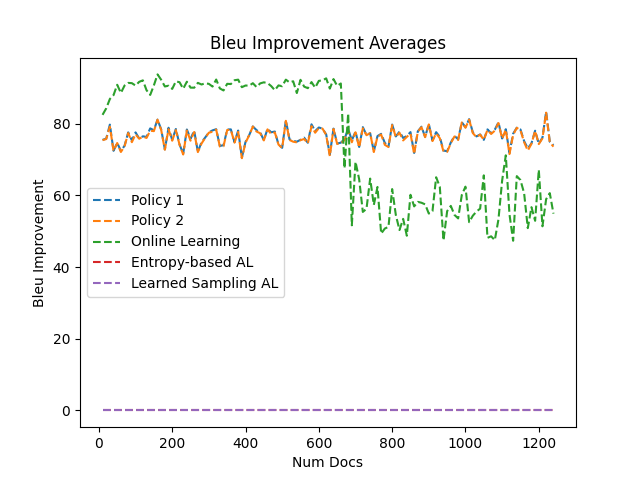 Bleu Improvement Averages
Bleu Improvement
80
60
40
20
0
Policy 1
Policy 2
Online Learning
Entropy-based AL
Learned Sampling AL
0 200 400 600 800 1000 1200
Num Docs